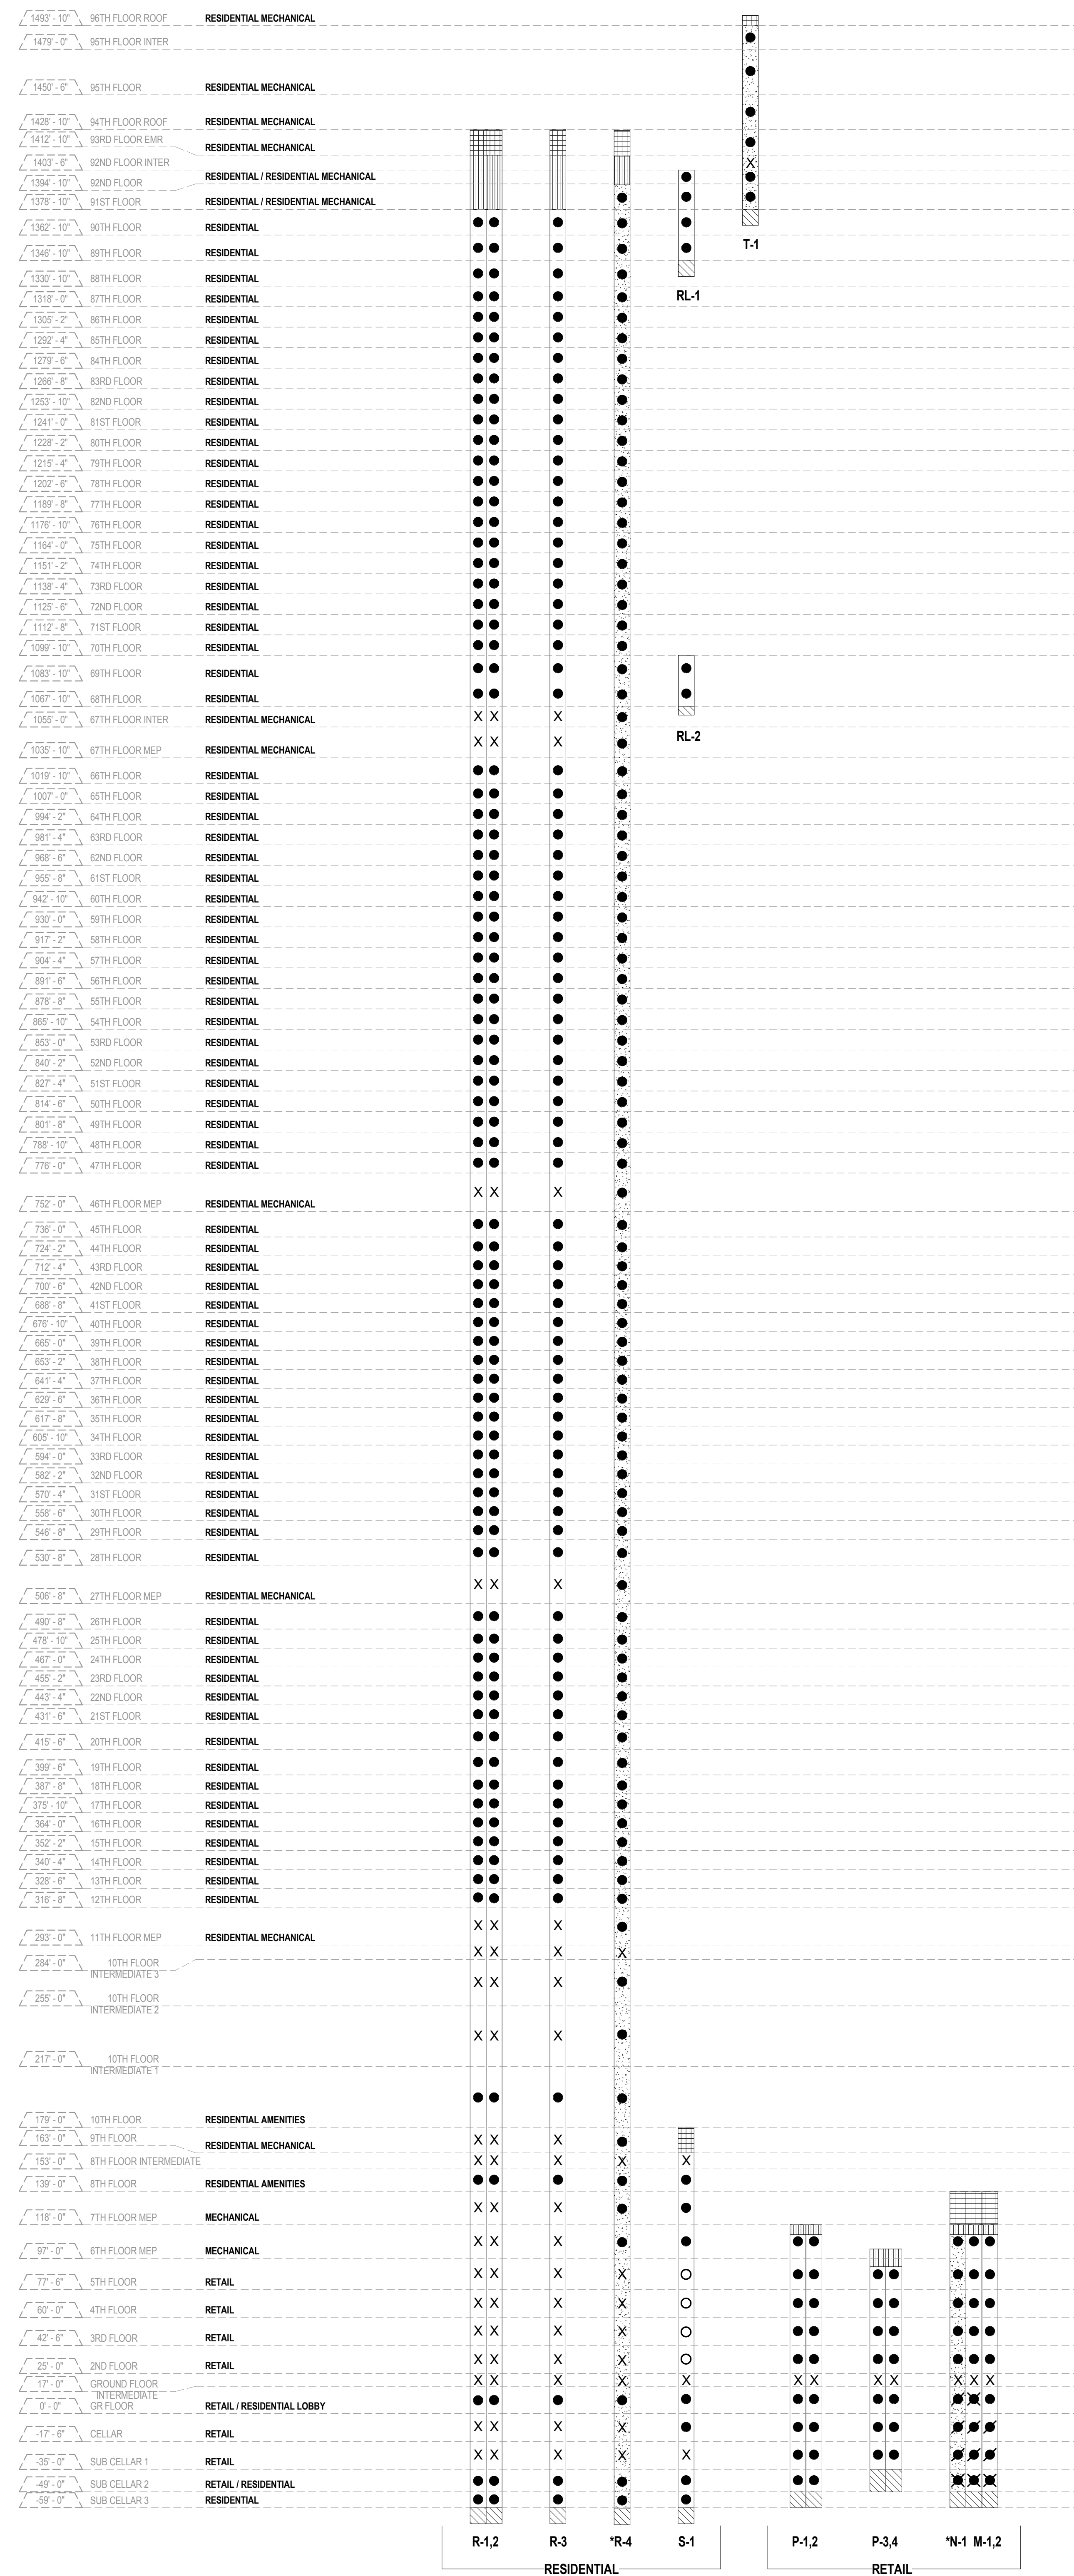 1493' - 10" 96TH FLOOR ROOF RESIDENTIAL MECHANICAL
1479' - 0" 95TH FLOOR INTER
1450' - 6" 95TH FLOOR RESIDENTIAL MECHANICAL
1428' - 10" 94TH FLOOR ROOF RESIDENTIAL MECHANICAL
1412' - 10" 93RD FLOOR EMR RESIDENTIAL MECHANICAL
1403' - 6" 92ND FLOOR INTER X
1394' - 10" 92ND FLOOR RESIDENTIAL / RESIDENTIAL MECHANICAL
1378' - 10" 91ST FLOOR RESIDENTIAL / RESIDENTIAL MECHANICAL
1362' - 10" 90TH FLOOR RESIDENTIAL
T-1
1346' - 10" 89TH FLOOR RESIDENTIAL
1330' - 10" 88TH FLOOR RESIDENTIAL
RL-1
1318' - 0" 87TH FLOOR RESIDENTIAL
1305' - 2" 86TH FLOOR RESIDENTIAL
1292' - 4" 85TH FLOOR RESIDENTIAL
1279' - 6" 84TH FLOOR RESIDENTIAL
1266' - 8" 83RD FLOOR RESIDENTIAL
1253' - 10" 82ND FLOOR RESIDENTIAL
1241' - 0" 81ST FLOOR RESIDENTIAL
1228' - 2" 80TH FLOOR RESIDENTIAL
1215' - 4" 79TH FLOOR RESIDENTIAL
1202' - 6" 78TH FLOOR RESIDENTIAL
1189' - 8" 77TH FLOOR RESIDENTIAL
1176' - 10" 76TH FLOOR RESIDENTIAL
1164' - 0" 75TH FLOOR RESIDENTIAL
1151' - 2" 74TH FLOOR RESIDENTIAL
1138' - 4" 73RD FLOOR RESIDENTIAL
1125' - 6" 72ND FLOOR RESIDENTIAL
1112' - 8" 71ST FLOOR RESIDENTIAL
1099' - 10" 70TH FLOOR RESIDENTIAL
1083' - 10" 69TH FLOOR RESIDENTIAL
1067' - 10" 68TH FLOOR RESIDENTIAL
1055' - 0" 67TH FLOOR INTER RESIDENTIAL MECHANICAL X X X
RL-2
1035' - 10" 67TH FLOOR MEP RESIDENTIAL MECHANICAL X X X
1019' - 10" 66TH FLOOR RESIDENTIAL
1007' - 0" 65TH FLOOR RESIDENTIAL
994' - 2" 64TH FLOOR RESIDENTIAL
981' - 4" 63RD FLOOR RESIDENTIAL
968' - 6" 62ND FLOOR RESIDENTIAL
955' - 8" 61ST FLOOR RESIDENTIAL
942' - 10" 60TH FLOOR RESIDENTIAL
930' - 0" 59TH FLOOR RESIDENTIAL
917' - 2" 58TH FLOOR RESIDENTIAL
904' - 4" 57TH FLOOR RESIDENTIAL
891' - 6" 56TH FLOOR RESIDENTIAL
878' - 8" 55TH FLOOR RESIDENTIAL
865' - 10" 54TH FLOOR RESIDENTIAL
853' - 0" 53RD FLOOR RESIDENTIAL
840' - 2" 52ND FLOOR RESIDENTIAL
827' - 4" 51ST FLOOR RESIDENTIAL
814' - 6" 50TH FLOOR RESIDENTIAL
801' - 8" 49TH FLOOR RESIDENTIAL
788' - 10" 48TH FLOOR RESIDENTIAL
776' - 0" 47TH FLOOR RESIDENTIAL
752' - 0" 46TH FLOOR MEP RESIDENTIAL MECHANICAL X X X
736' - 0" 45TH FLOOR RESIDENTIAL
724' - 2" 44TH FLOOR RESIDENTIAL
712' - 4" 43RD FLOOR RESIDENTIAL
700' - 6" 42ND FLOOR RESIDENTIAL
688' - 8" 41ST FLOOR RESIDENTIAL
676' - 10" 40TH FLOOR RESIDENTIAL
665' - 0" 39TH FLOOR RESIDENTIAL
653' - 2" 38TH FLOOR RESIDENTIAL
641' - 4" 37TH FLOOR RESIDENTIAL
629' - 6" 36TH FLOOR RESIDENTIAL
617' - 8" 35TH FLOOR RESIDENTIAL
605' - 10" 34TH FLOOR RESIDENTIAL
594' - 0" 33RD FLOOR RESIDENTIAL
582' - 2" 32ND FLOOR RESIDENTIAL
570' - 4" 31ST FLOOR RESIDENTIAL
558' - 6" 30TH FLOOR RESIDENTIAL
546' - 8" 29TH FLOOR RESIDENTIAL
530' - 8" 28TH FLOOR RESIDENTIAL
506' - 8" 27TH FLOOR MEP RESIDENTIAL MECHANICAL X X X
490' - 8" 26TH FLOOR RESIDENTIAL
478' - 10" 25TH FLOOR RESIDENTIAL
467' - 0" 24TH FLOOR RESIDENTIAL
455' - 2" 23RD FLOOR RESIDENTIAL
443' - 4" 22ND FLOOR RESIDENTIAL
431' - 6" 21ST FLOOR RESIDENTIAL
415' - 6" 20TH FLOOR RESIDENTIAL
399' - 6" 19TH FLOOR RESIDENTIAL
387' - 8" 18TH FLOOR RESIDENTIAL
375' - 10" 17TH FLOOR RESIDENTIAL
364' - 0" 16TH FLOOR RESIDENTIAL
352' - 2" 15TH FLOOR RESIDENTIAL
340' - 4" 14TH FLOOR RESIDENTIAL
328' - 6" 13TH FLOOR RESIDENTIAL
316' - 8" 12TH FLOOR RESIDENTIAL
293' - 0" 11TH FLOOR MEP RESIDENTIAL MECHANICAL X X X
284' - 0" 10TH FLOOR X X X X
INTERMEDIATE 3
255' - 0" 10TH FLOOR X X X
INTERMEDIATE 2
217' - 0" 10TH FLOOR X X X
INTERMEDIATE 1
179' - 0" 10TH FLOOR RESIDENTIAL AMENITIES
163' - 0" 9TH FLOOR RESIDENTIAL MECHANICAL X X X
153' - 0" 8TH FLOOR INTERMEDIATE X X X X X
139' - 0" 8TH FLOOR RESIDENTIAL AMENITIES
118' - 0" 7TH FLOOR MEP MECHANICAL X X X
97' - 0" 6TH FLOOR MEP MECHANICAL X X X
77' - 6" 5TH FLOOR RETAIL X X X X
60' - 0" 4TH FLOOR RETAIL X X X X
42' - 6" 3RD FLOOR RETAIL X X X X
25' - 0" 2ND FLOOR RETAIL X X X X
17' - 0" GROUND FLOOR X X X X X X X X X X X X
INTERMEDIATE
0' - 0" GR FLOOR RETAIL / RESIDENTIAL LOBBY
-17' - 6" CELLAR RETAIL X X X X
-35' - 0" SUB CELLAR 1 RETAIL X X X X X
-49' - 0" SUB CELLAR 2 RETAIL / RESIDENTIAL
-59' - 0" SUB CELLAR 3 RESIDENTIAL
R-1,2 R-3 *R-4 S-1 P-1,2 P-3,4 *N-1 M-1,2
RESIDENTIAL RETAIL